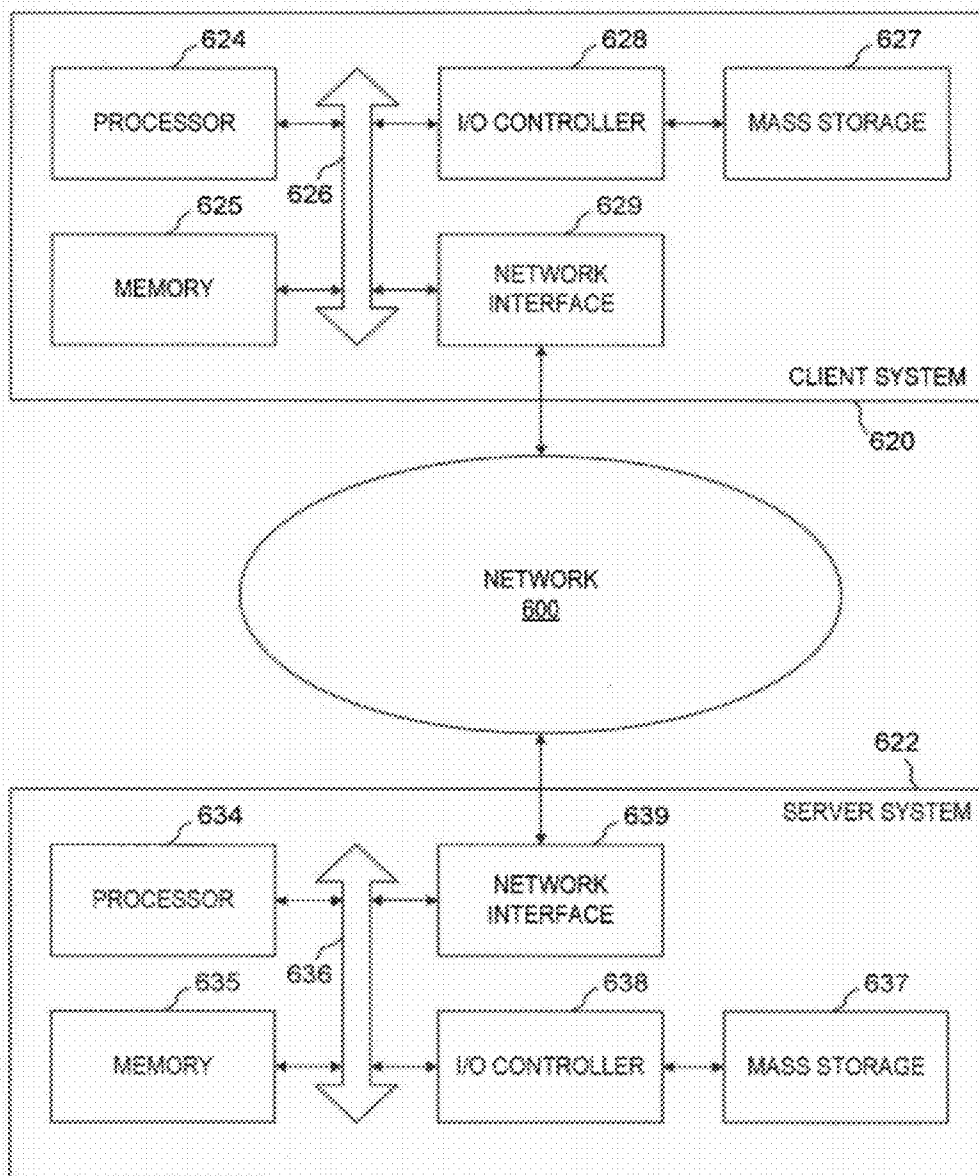 624
628
627
PROCESSOR
I/O CONTROLLER
MASS STORAGE
626
625
629
MEMORY
NETWORK
INTERFACE
CLIENT SYSTEM
620
NETWORK
600
622
SERVER SYSTEM
634
639
PROCESSOR
NETWORK
INTERFACE
636
635
638
637
MEMORY
I/O CONTROLLER
MASS STORAGE